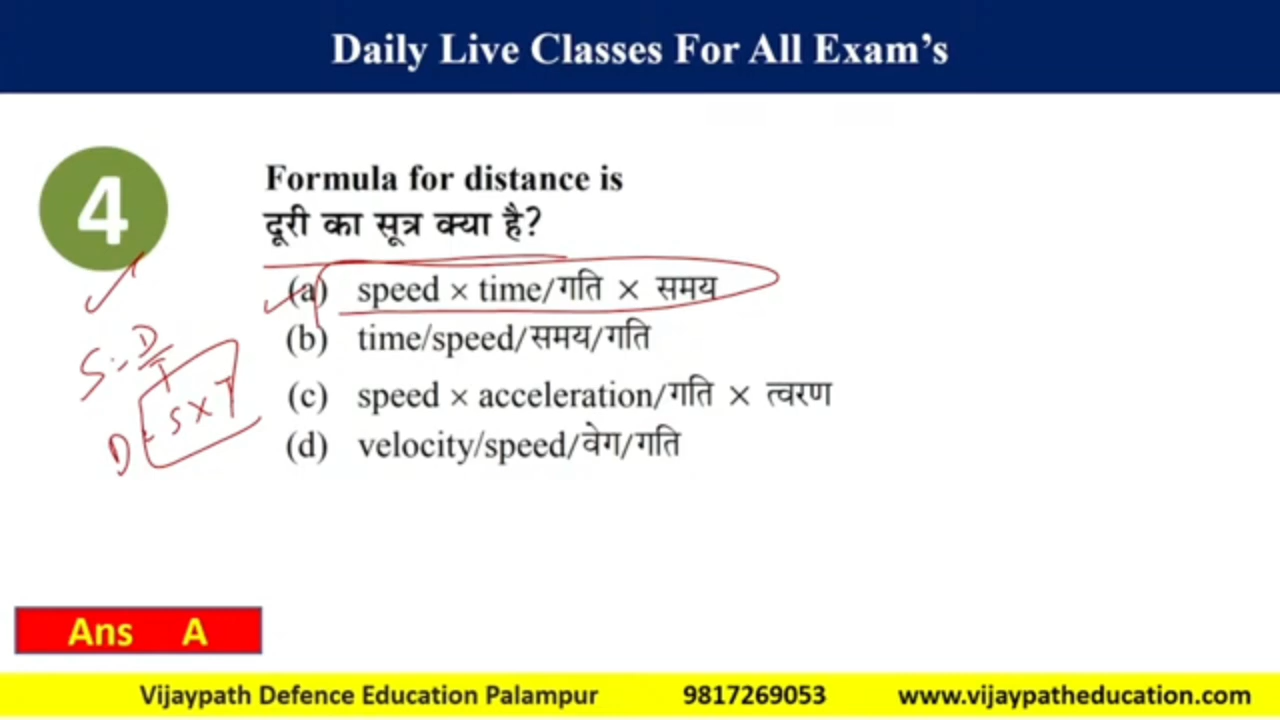 Daily Live Classes For All Exam's
4
Formula for distance is
दूरी का सूत्र क्या है?
(a) speed × time/गति × समय
(b) time/speed/समय/गति
(c) speed × acceleration/गति × त्वरण
(d) velocity/speed/वेग/गति
S = D/T
D = S × T
Ans A
Vijaypath Defence Education Palampur 9817269053 www.vijaypatheducation.com